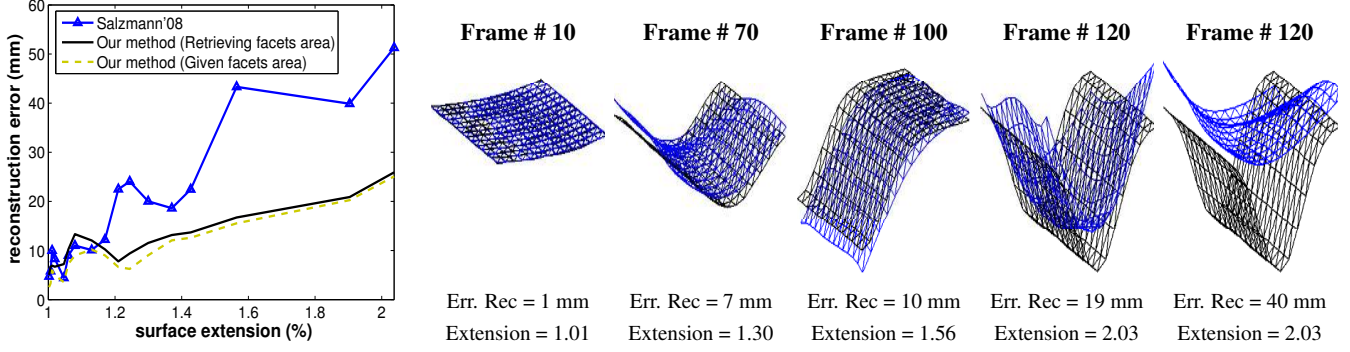 60
50
40
30
20
10
0
reconstruction error (mm)
Salzmann'08
Our method (Retrieving facets area)
Our method (Given facets area)
1 1.2 1.4 1.6 1.8 2
surface extension (%)
Frame # 10 Frame # 70 Frame # 100 Frame # 120 Frame # 120
Err. Rec = 1 mm Err. Rec = 7 mm Err. Rec = 10 mm Err. Rec = 19 mm Err. Rec = 40 mm
Extension = 1.01 Extension = 1.30 Extension = 1.56 Extension = 2.03 Extension = 2.03